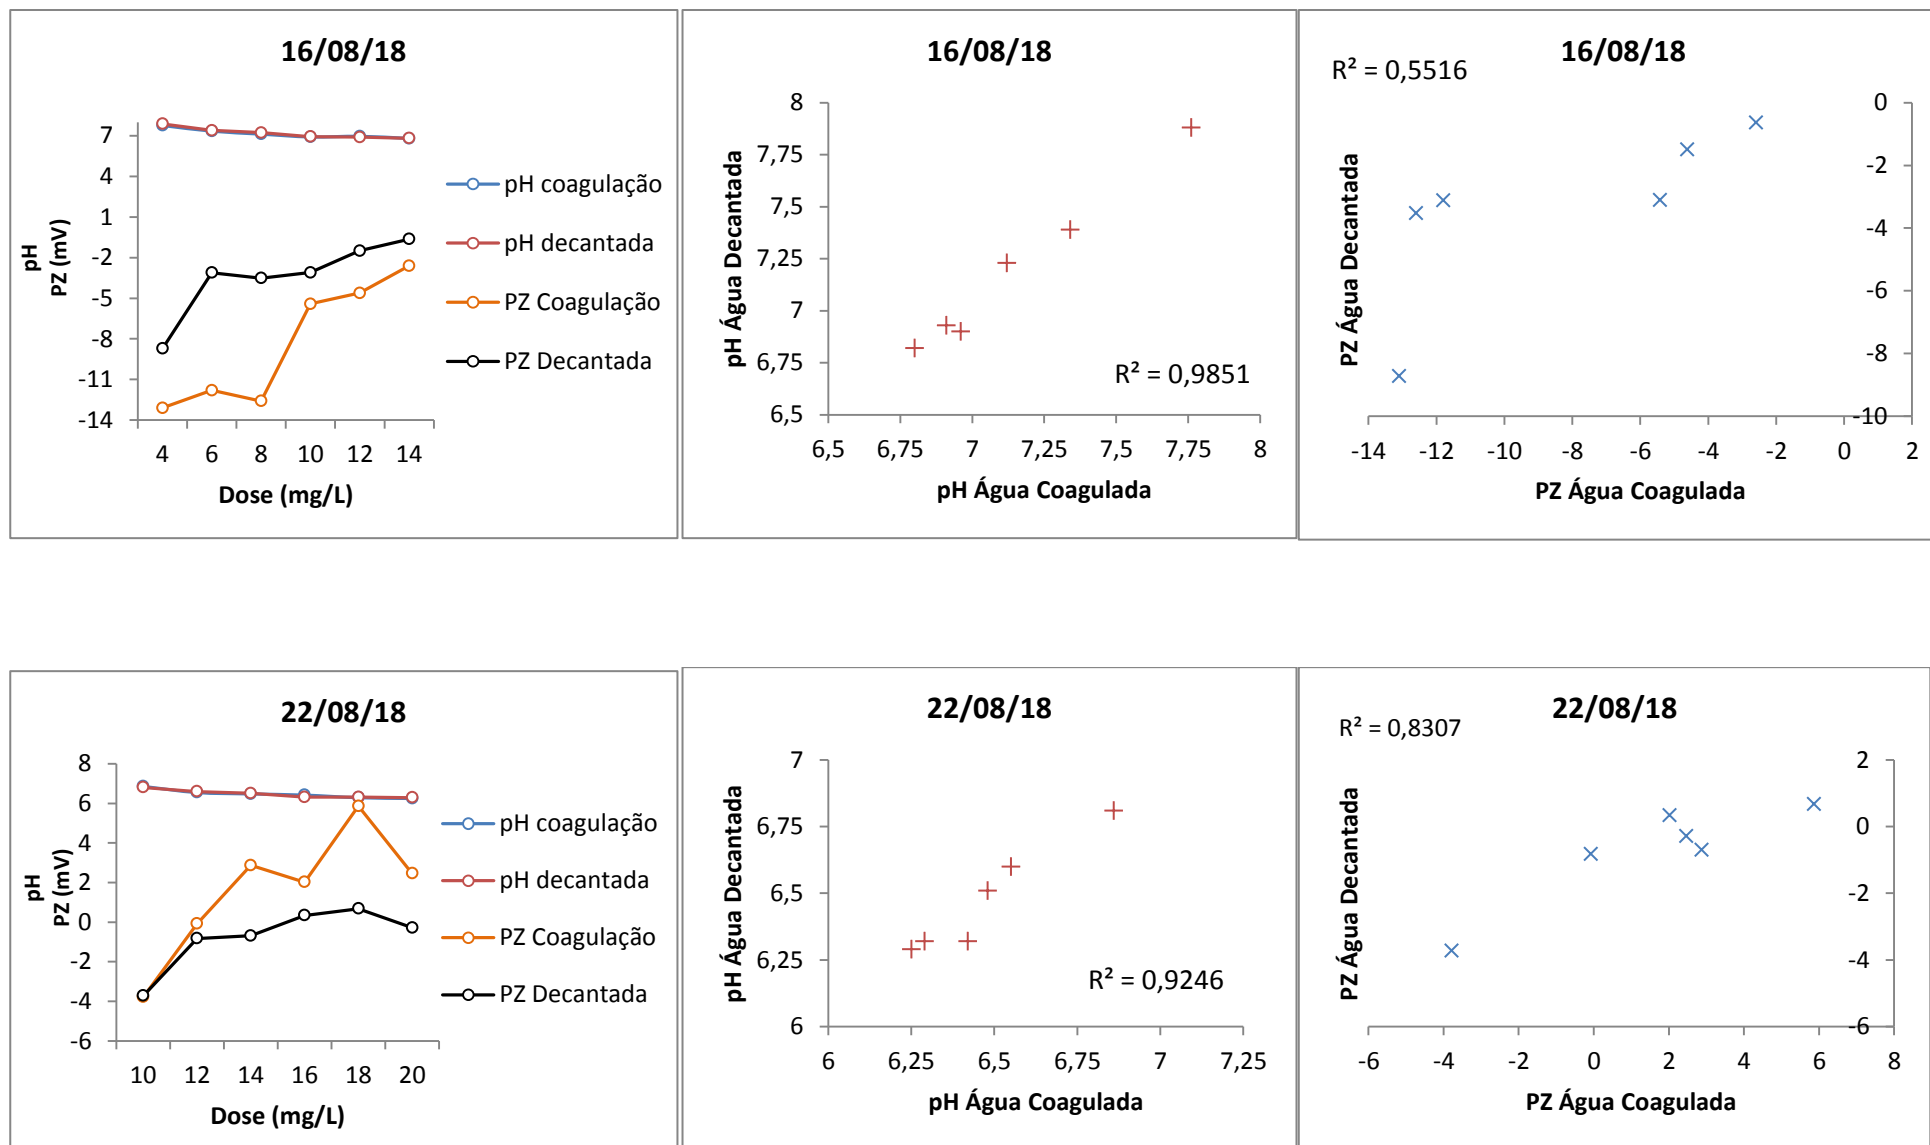 16/08/18
7
4
1
-2
-5
-8
-11
-14
pH
PZ (mV)
4 6 8 10 12 14
Dose (mg/L)
pH coagulação
pH decantada
PZ Coagulação
PZ Decantada
16/08/18
8
7,75
7,5
7,25
7
6,75
6,5
pH Água Decantada
R² = 0,9851
6,5 6,75 7 7,25 7,5 7,75 8
pH Água Coagulada
16/08/18
R² = 0,5516
0
-2
-4
-6
-8
-10
PZ Água Decantada
-14 -12 -10 -8 -6 -4 -2 0 2
PZ Água Coagulada
22/08/18
8
6
4
2
0
-2
-4
-6
pH
PZ (mV)
10 12 14 16 18 20
Dose (mg/L)
pH coagulação
pH decantada
PZ Coagulação
PZ Decantada
22/08/18
7
6,75
6,5
6,25
6
pH Água Decantada
R² = 0,9246
6 6,25 6,5 6,75 7 7,25
pH Água Coagulada
22/08/18
R² = 0,8307
2
0
-2
-4
-6
PZ Água Decantada
-6 -4 -2 0 2 4 6 8
PZ Água Coagulada